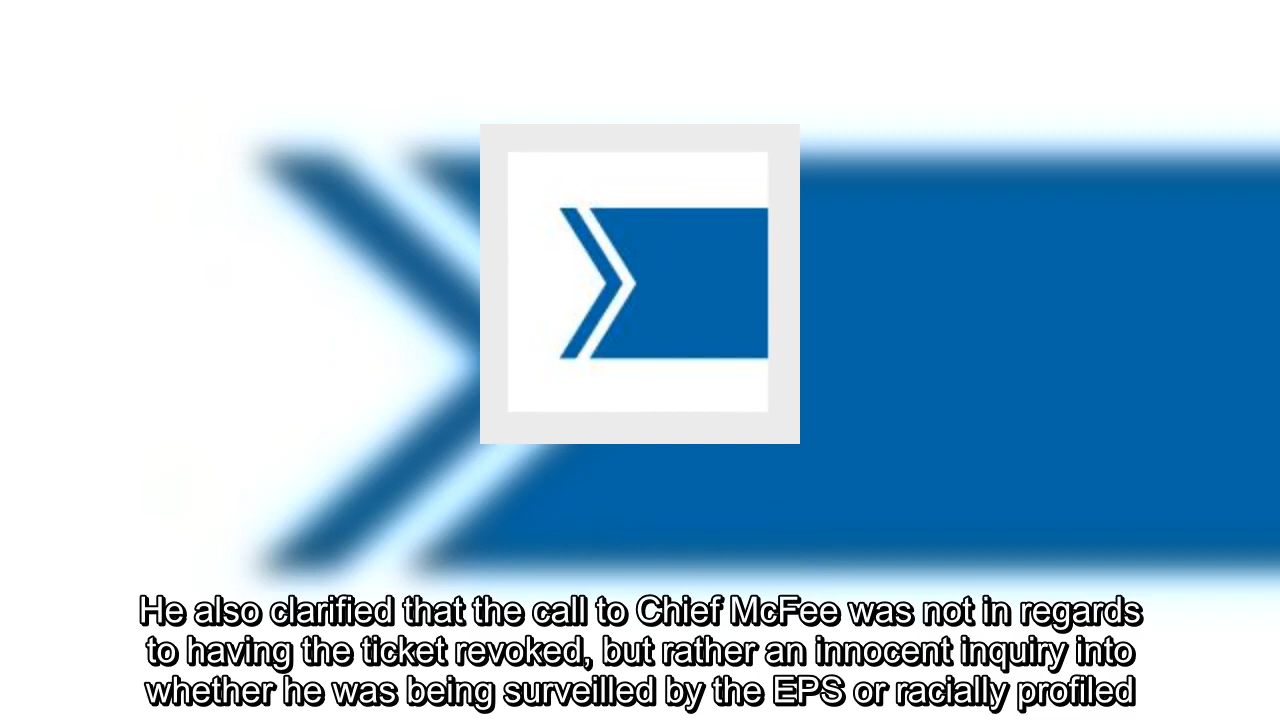 He also clarified that the call to Chief McFee was not in regards
to having the ticket revoked, but rather an innocent inquiry into
whether he was being surveilled by the EPS or racially profiled